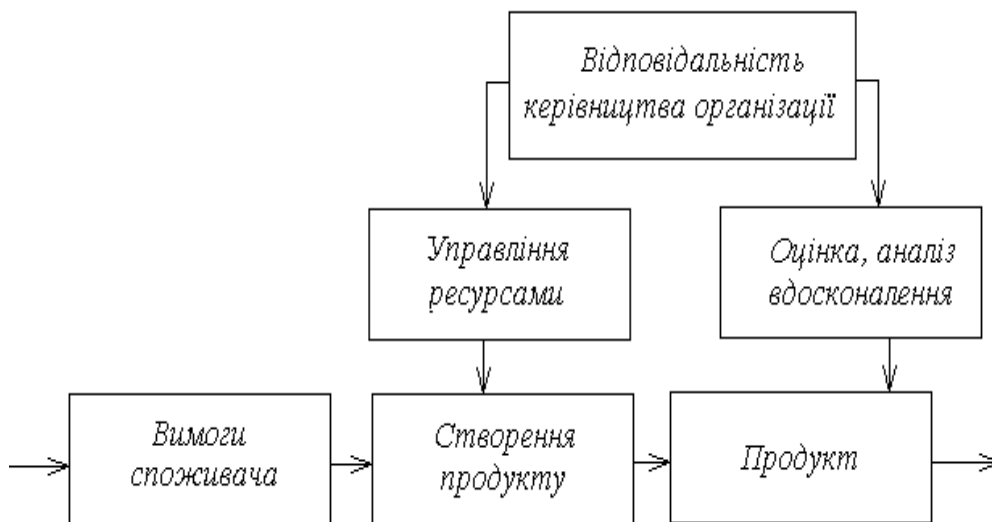 Відповідальність
керівництва організації
Управління
ресурсами
Оцінка, аналіз
вдосконалення
Вимоги
споживача
Створення
продукту
Продукт